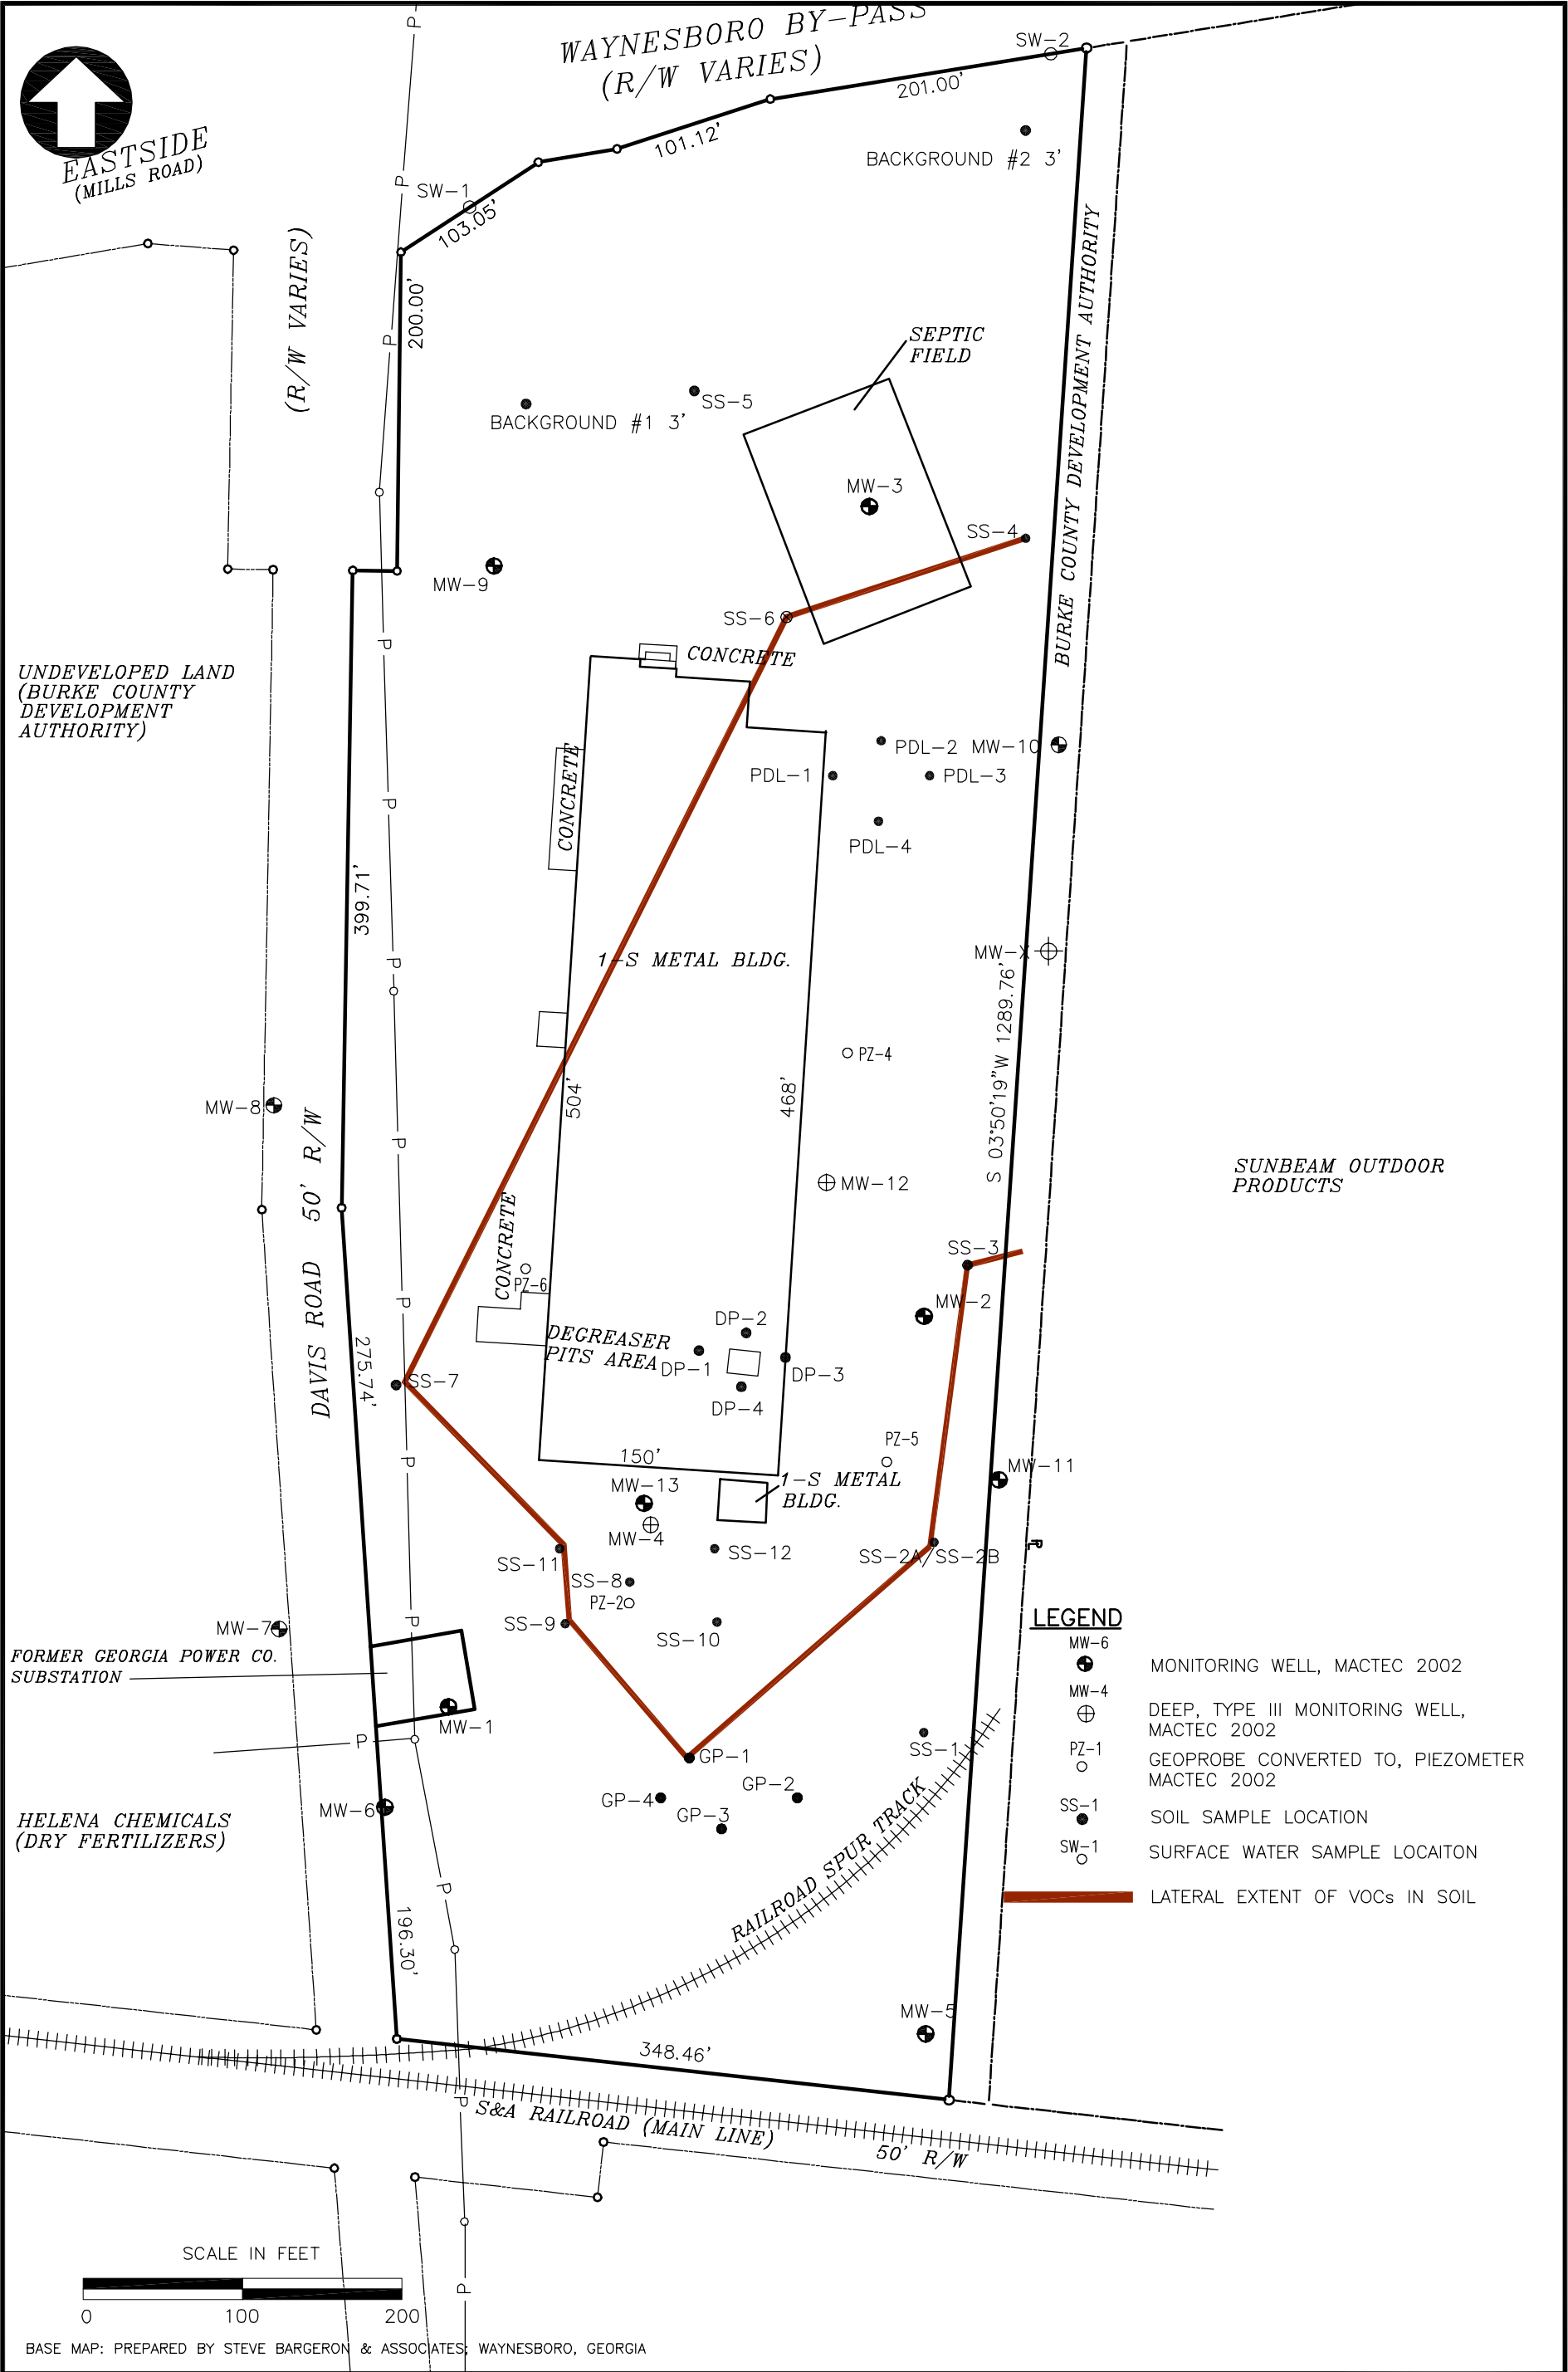 WAYNESBORO BY-PASS
(R/W VARIES)
SW-2
201.00'
101.12'
BACKGROUND #2 3'
EASTSIDE
(MILLS ROAD)
P
SW-1
103.05'
P
(R/W VARIES)
200.00'
P
SEPTIC
FIELD
BURKE COUNTY DEVELOPMENT AUTHORITY
SS-5
BACKGROUND #1 3'
MW-3
SS-4
MW-9
SS-6
P
CONCRETE
UNDEVELOPED LAND
(BURKE COUNTY
DEVELOPMENT
AUTHORITY)
PDL-2
MW-10
PDL-1
PDL-3
CONCRETE
P
PDL-4
399.71'
1-S METAL BLDG.
MW-X
P
S 03°50'19"W 1289.76'
PZ-4
504'
468'
MW-8
P
DAVIS ROAD 50' R/W
SUNBEAM OUTDOOR
PRODUCTS
MW-12
CONCRETE
SS-3
PZ-6
P
MW-2
DP-2
DEGREASER
PITS AREA
DP-1
DP-3
275.74'
SS-7
DP-4
PZ-5
P
150'
MW-11
1-S METAL
BLDG.
MW-13
MW-4
SS-12
SS-2A/SS-2B
PL
SS-11
SS-8
PZ-2
SS-9
P
SS-10
MW-7
FORMER GEORGIA POWER CO.
SUBSTATION
LEGEND
MW-6
MONITORING WELL, MACTEC 2002
MW-4
DEEP, TYPE III MONITORING WELL,
MACTEC 2002
PZ-1
GEOPROBE CONVERTED TO, PIEZOMETER
MACTEC 2002
SS-1
SOIL SAMPLE LOCATION
SW-1
SURFACE WATER SAMPLE LOCAITON
LATERAL EXTENT OF VOCs IN SOIL
MW-1
P
SS-1
GP-1
GP-2
GP-4
GP-3
MW-6
HELENA CHEMICALS
(DRY FERTILIZERS)
RAILROAD SPUR TRACK
P
196.30'
MW-5
348.46'
P
S&A RAILROAD (MAIN LINE)
50' R/W
SCALE IN FEET
P
0 100 200
BASE MAP: PREPARED BY STEVE BARGERON & ASSOCIATES; WAYNESBORO, GEORGIA